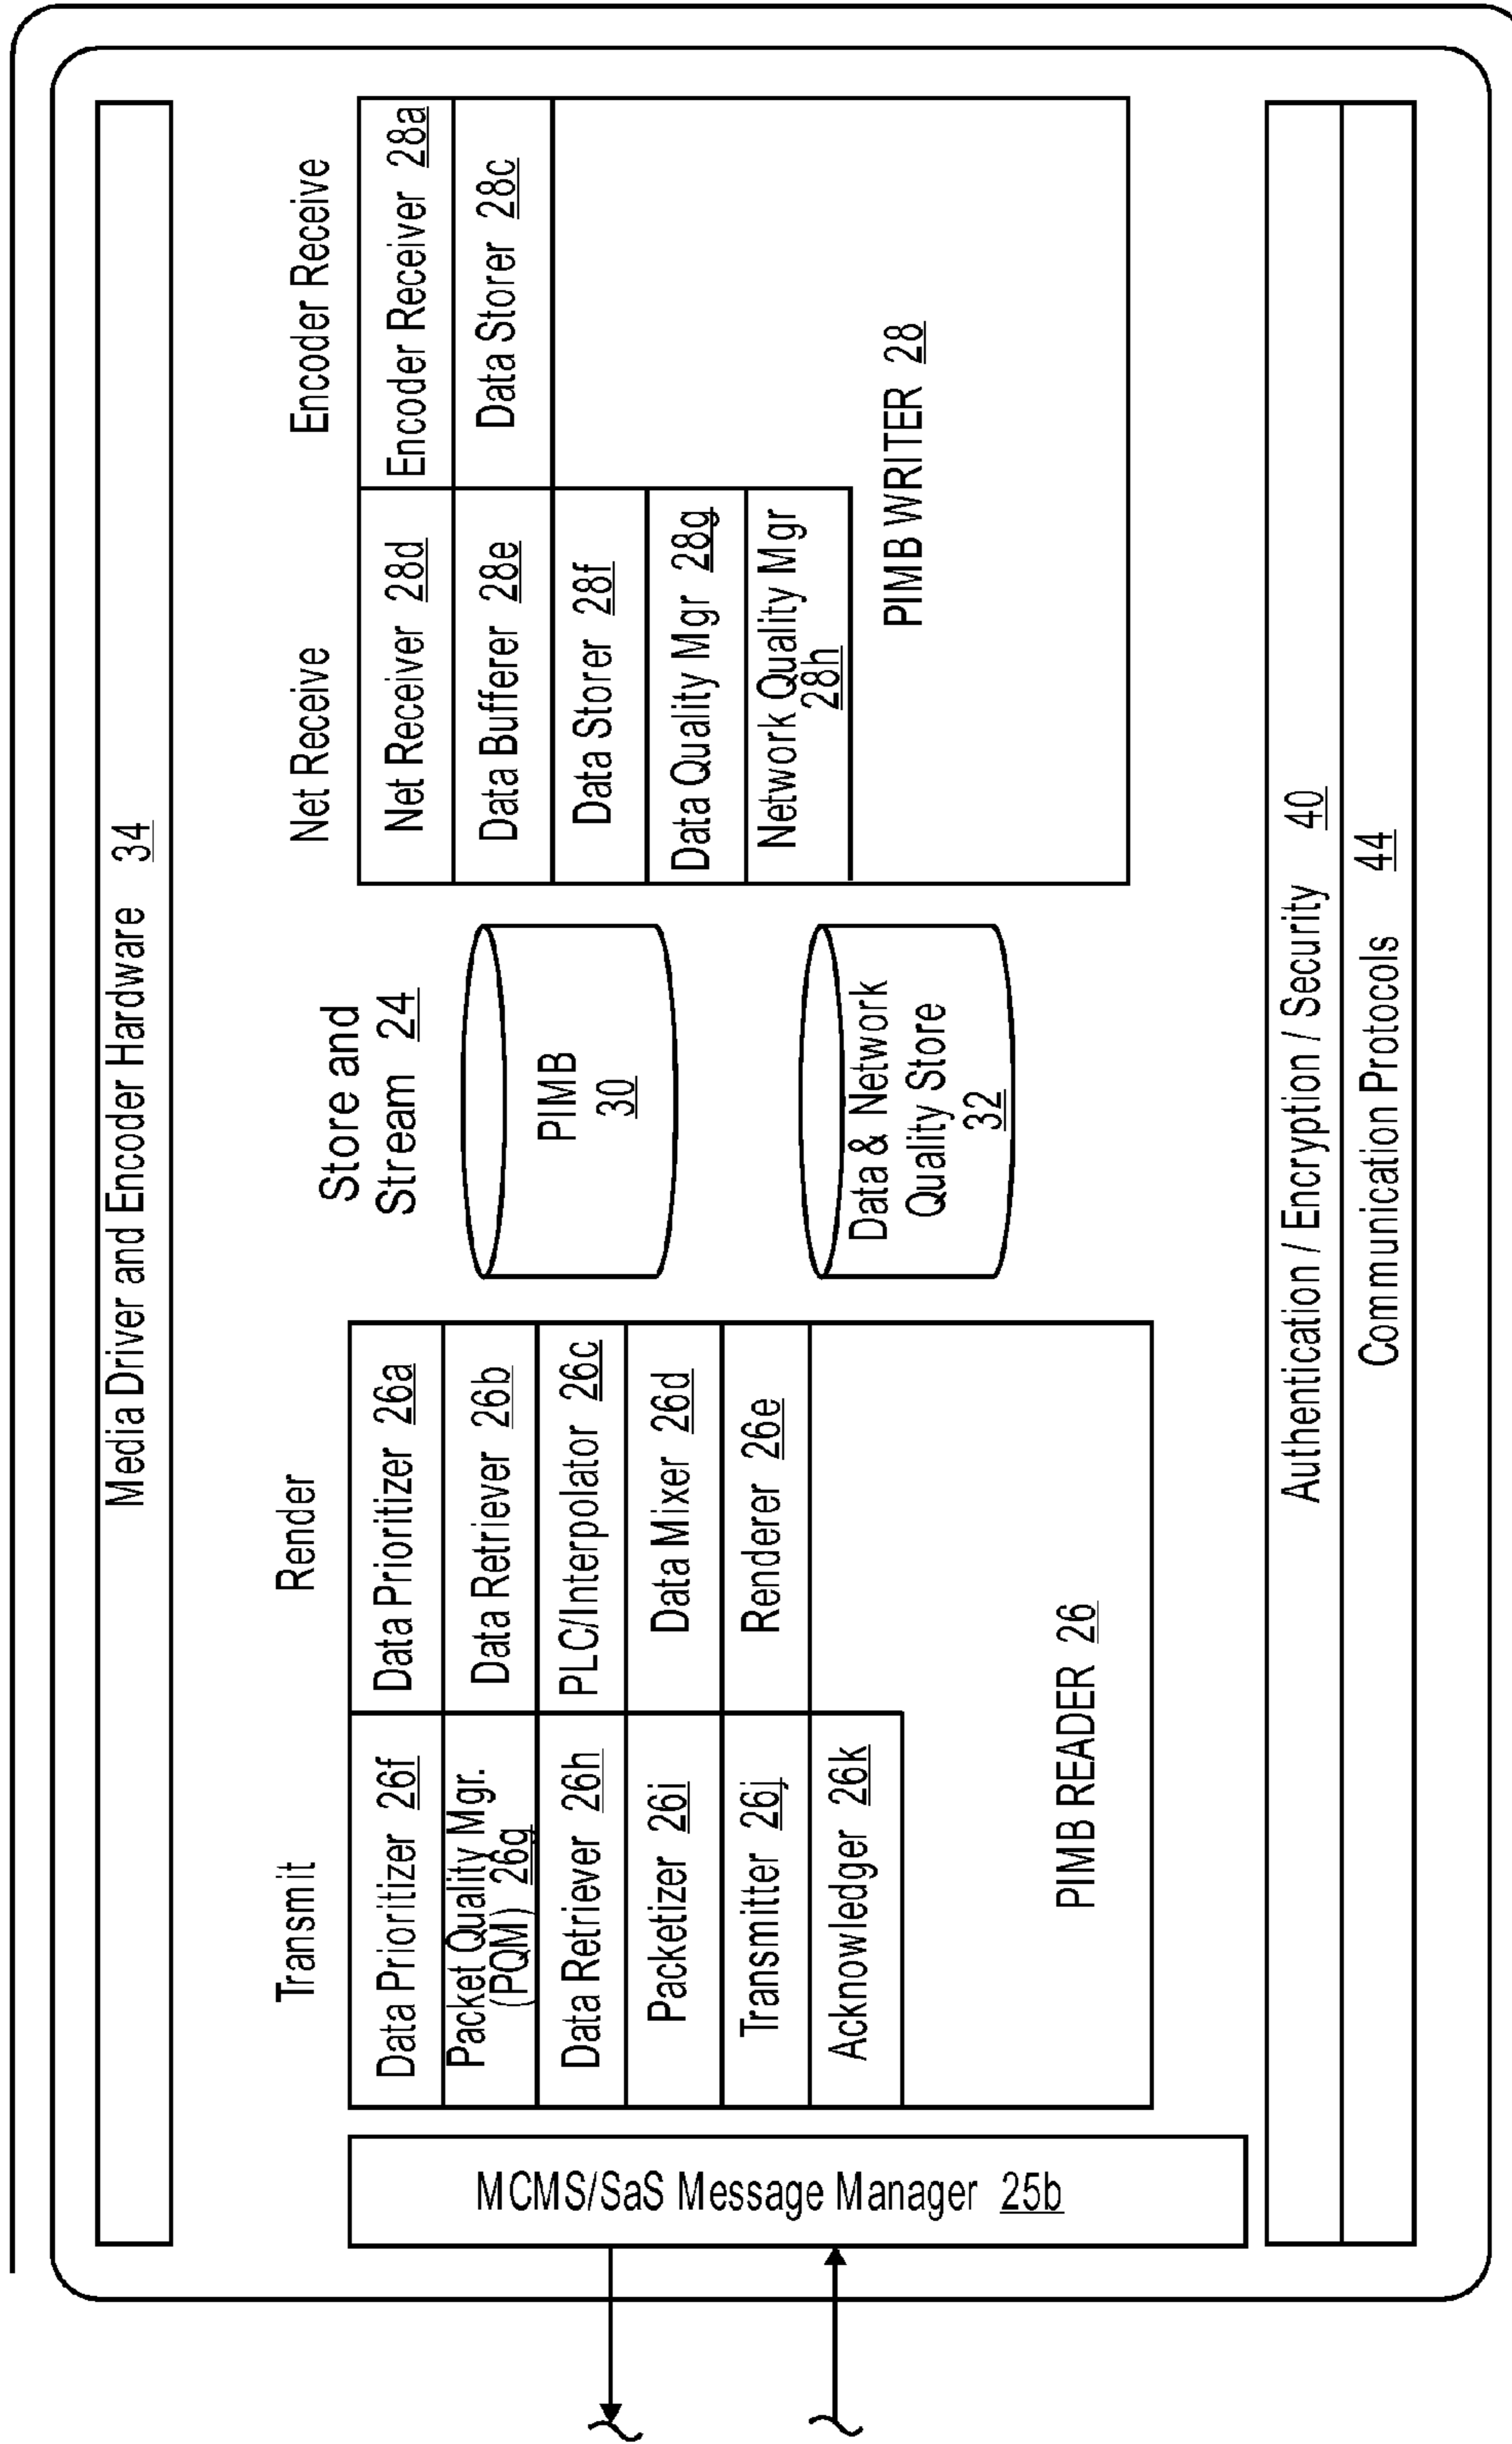 Media Driver and Encoder Hardware 34
Transmit
Render
Store and
Stream 24
Net Receive
Encoder Receive
MCMS/SaS Message Manager 25b
Data Prioritizer 26f
Packet Quality Mgr.
(PQM) 26g
Data Retriever 26h
Packetizer 26i
Transmitter 26j
Acknowledger 26k
Data Prioritizer 26a
Data Retriever 26b
PLC/Interpolator 26c
Data Mixer 26d
Renderer 26e
PIMB READER 26
PIMB
30
Data & Network
Quality Store
32
Net Receiver 28d
Data Bufferer 28e
Data Storer 28f
Data Quality Mgr 28g
Network Quality Mgr
28h
Encoder Receiver 28a
Data Storer 28c
PIMB WRITER 28
Authentication / Encryption / Security 40
Communication Protocols 44